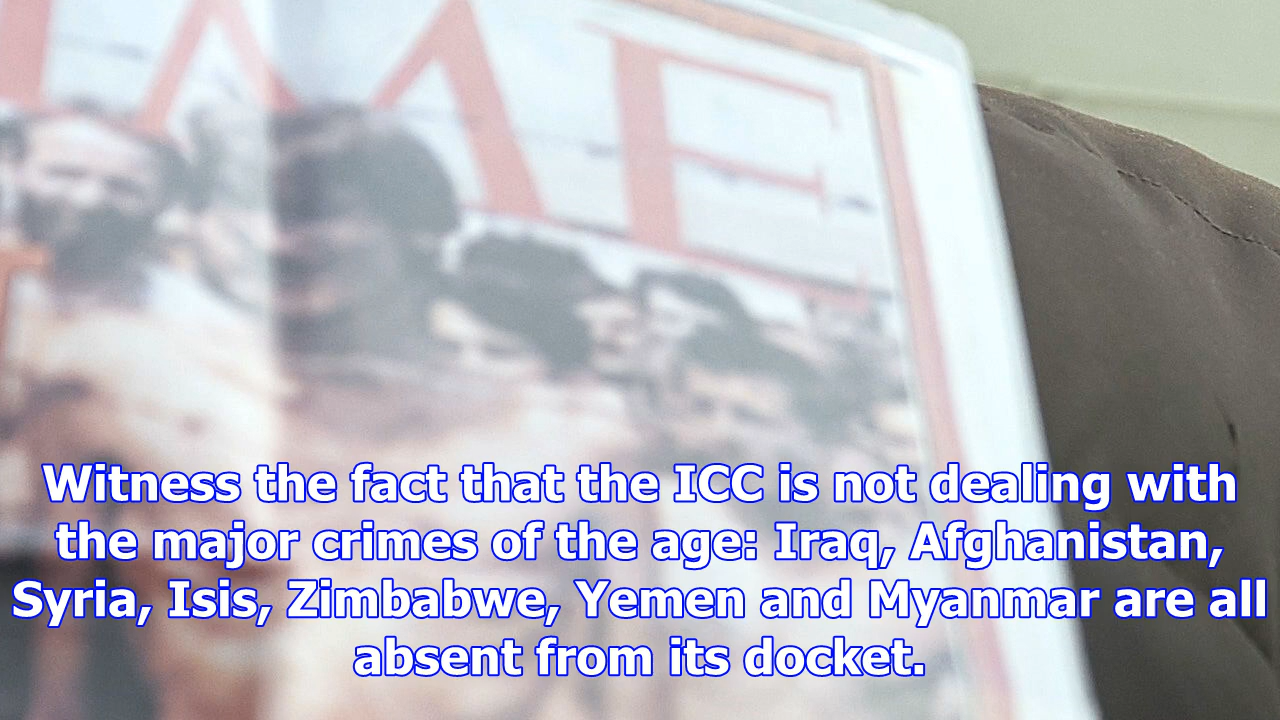 IME
Witness the fact that the ICC is not dealing with
the major crimes of the age: Iraq, Afghanistan,
Syria, Isis, Zimbabwe, Yemen and Myanmar are all
absent from its docket.